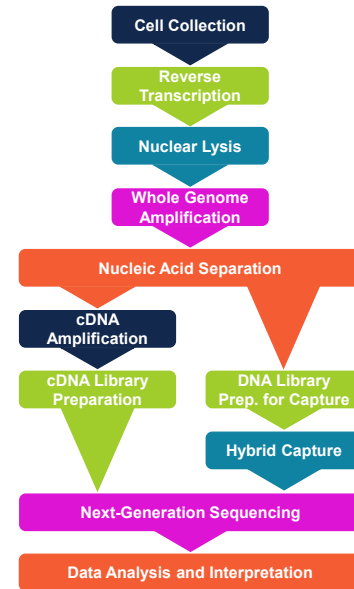 Cell Collection
Reverse
Transcription
Nuclear Lysis
Whole Genome
Amplification
Nucleic Acid Separation
cDNA
Amplification
cDNA Library
Preparation
DNA Library
Prep. for Capture
Hybrid Capture
Next-Generation Sequencing
Data Analysis and Interpretation